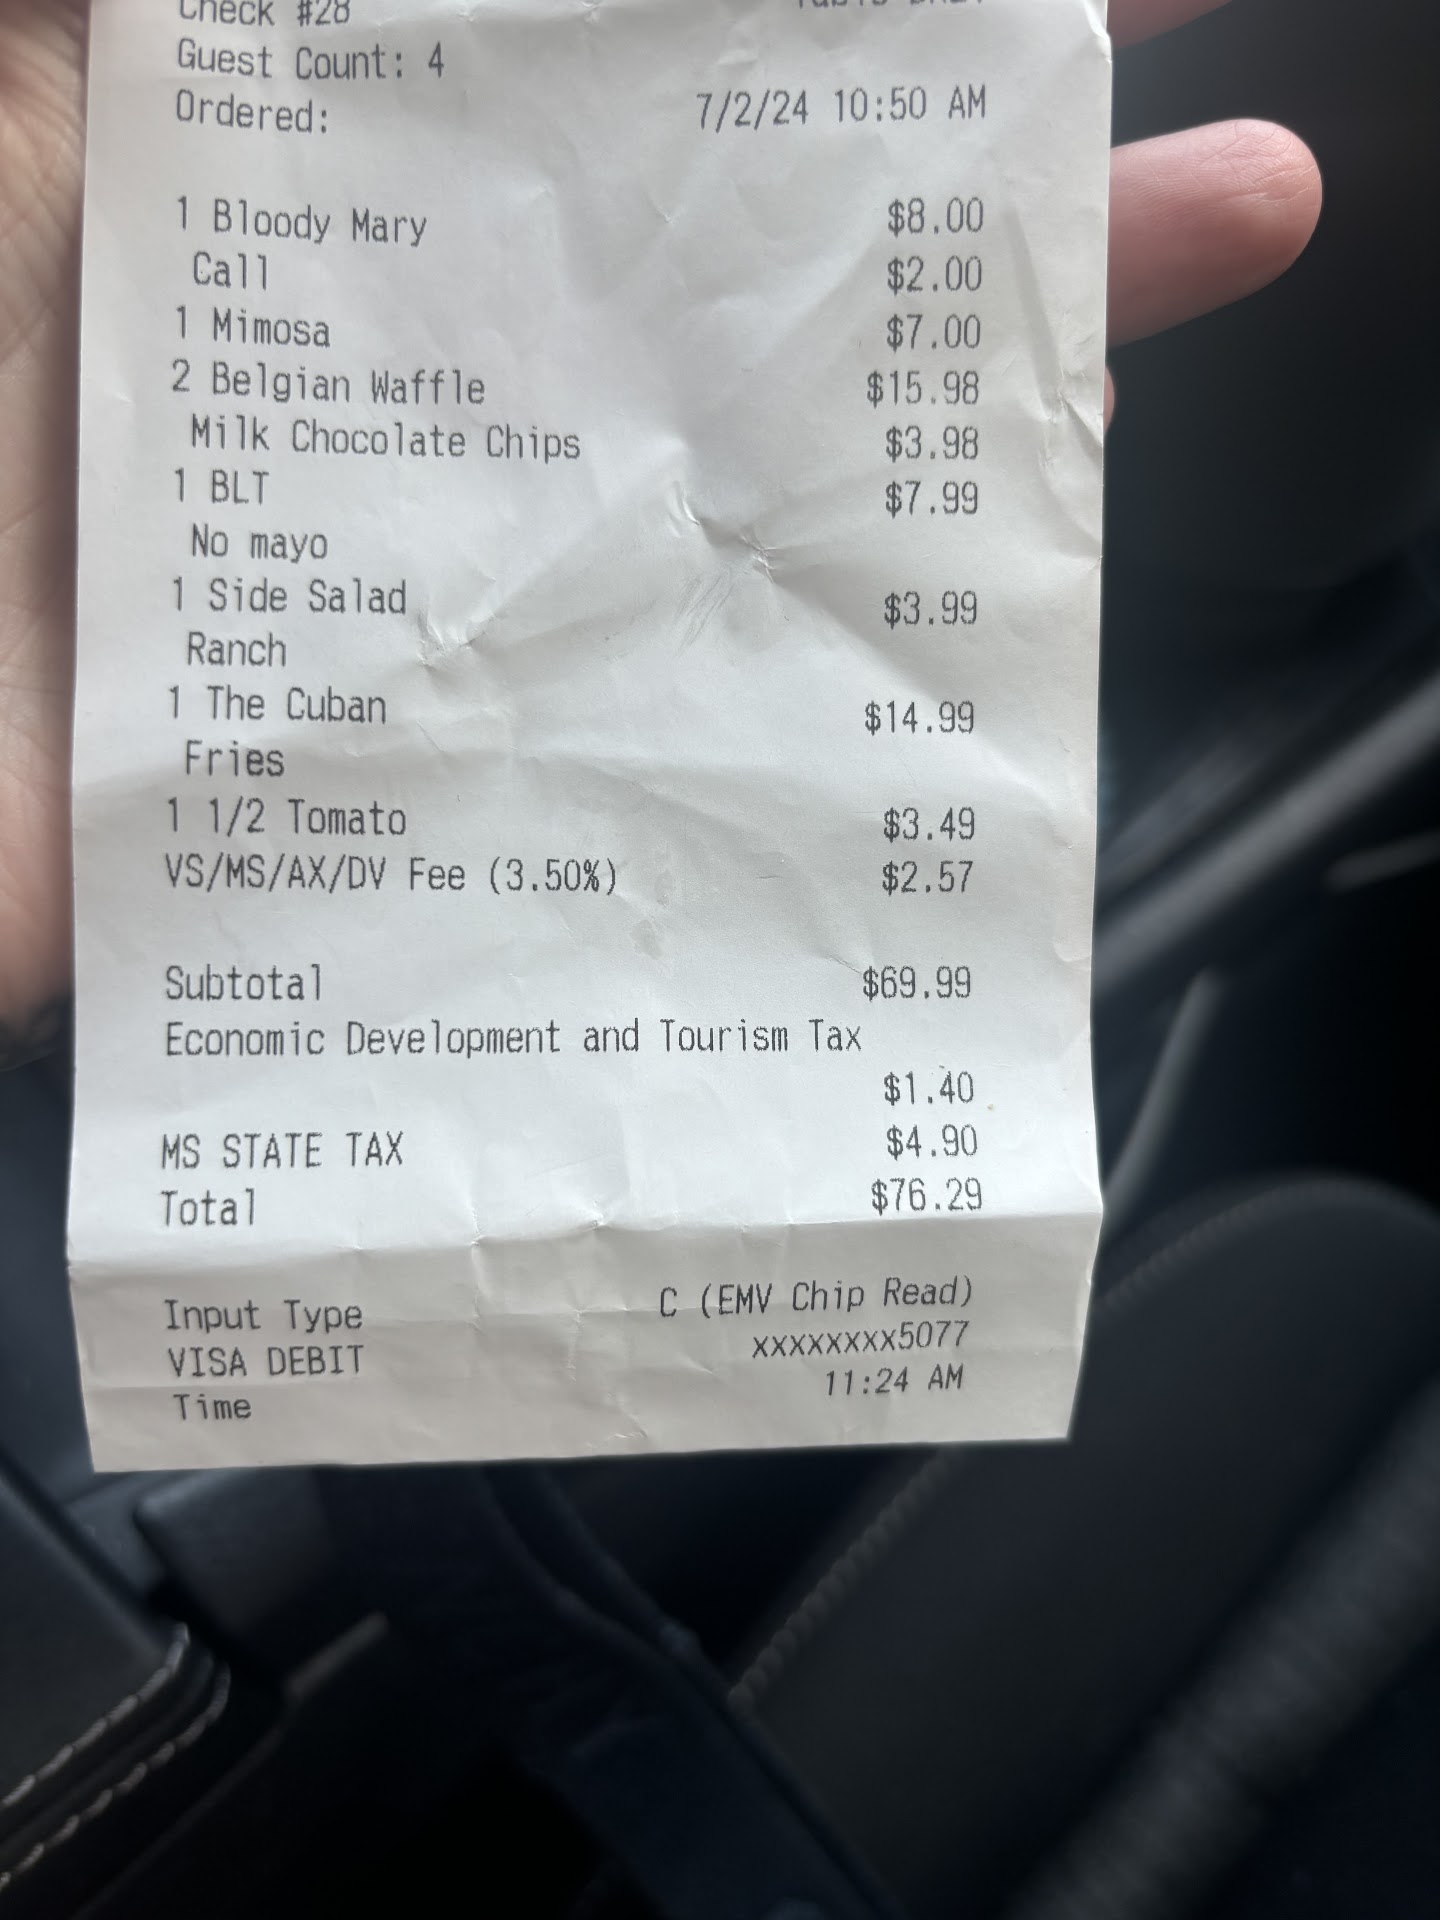 Check #28
Guest Count: 4
Ordered: 7/2/24 10:50 AM
1 Bloody Mary $8.00
Call $2.00
1 Mimosa $7.00
2 Belgian Waffle $15.98
Milk Chocolate Chips $3.98
1 BLT $7.99
No mayo
1 Side Salad $3.99
Ranch
1 The Cuban $14.99
Fries
1 1/2 Tomato $3.49
VS/MS/AX/DV Fee (3.50%) $2.57
Subtotal $69.99
Economic Development and Tourism Tax
$1.40
MS STATE TAX $4.90
Total $76.29
Input Type C (EMV Chip Read)
VISA DEBIT xxxxxxxx5077
Time 11:24 AM